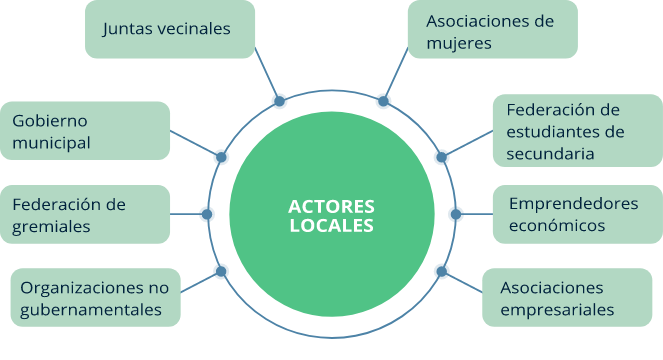 Juntas vecinales
Asociaciones de
mujeres
Gobierno
municipal
Federación de
estudiantes de
secundaria
Federación de
gremiales
ACTORES
LOCALES
Emprendedores
económicos
Organizaciones no
gubernamentales
Asociaciones
empresariales